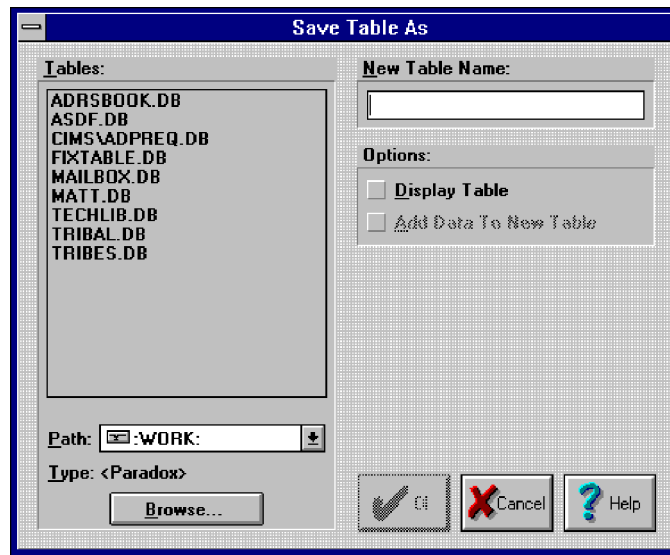 Save Table As
Tables:
ADRSBOOK.DB
ASDF.DB
CIMS\ADPREQ.DB
FIXTABLE.DB
MAILBOX.DB
MATT.DB
TECHLIB.DB
TRIBAL.DB
TRIBES.DB
Path: :WORK:
Type: <Paradox>
Browse...
New Table Name:
Options:
Display Table
Add Data To New Table
Cancel
Help